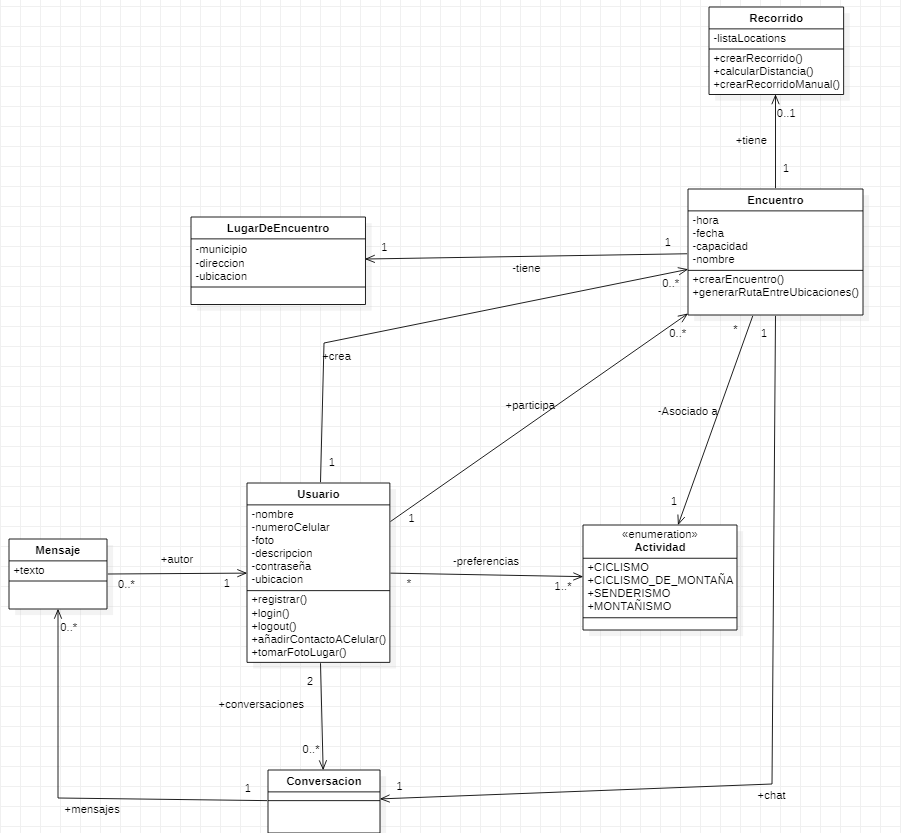 Recorrido
-listaLocations
+crearRecorrido()
+calcularDistancia()
+crearRecorridoManual()
0..1
+tiene
1
Encuentro
-hora
-fecha
-capacidad
-nombre
+crearEncuentro()
+generarRutaEntreUbicaciones()
LugarDeEncuentro
-municipio
-direccion
-ubicacion
1
1
-tiene
0..*
+crea
1
0..*
+participa
1
*
1
-Asociado a
1
Usuario
-nombre
-numeroCelular
-foto
-descripcion
-contraseña
-ubicacion
+registrar()
+login()
+logout()
+añadirContactoACelular()
+tomarFotoLugar()
Mensaje
+texto
+autor
0..*
1
0..*
-preferencias
*
1..*
«enumeration»
Actividad
+CICLISMO
+CICLISMO_DE_MONTAÑA
+SENDERISMO
+MONTAÑISMO
2
+conversaciones
0..*
Conversacion
1
+mensajes
1
+chat